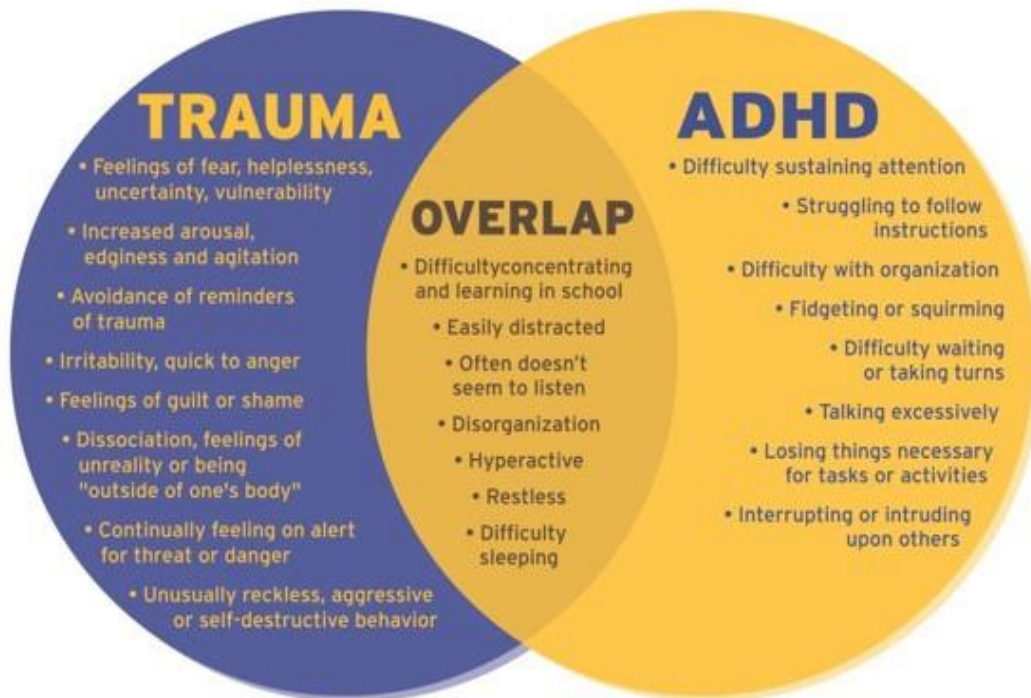 TRAUMA
• Feelings of fear, helplessness,
uncertainty, vulnerability
• Increased arousal,
edginess and agitation
• Avoidance of reminders
of trauma
• Irritability, quick to anger
• Feelings of guilt or shame
• Dissociation, feelings of
unreality or being
"outside of one's body"
• Continually feeling on alert
for threat or danger
• Unusually reckless, aggressive
or self-destructive behavior
OVERLAP
• Difficultyconcentrating
and learning in school
• Easily distracted
• Often doesn't
seem to listen
• Disorganization
• Hyperactive
• Restless
• Difficulty
sleeping
ADHD
• Difficulty sustaining attention
• Struggling to follow
instructions
• Difficulty with organization
• Fidgeting or squirming
• Difficulty waiting
or taking turns
• Talking excessively
• Losing things necessary
for tasks or activities
• Interrupting or intruding
upon others